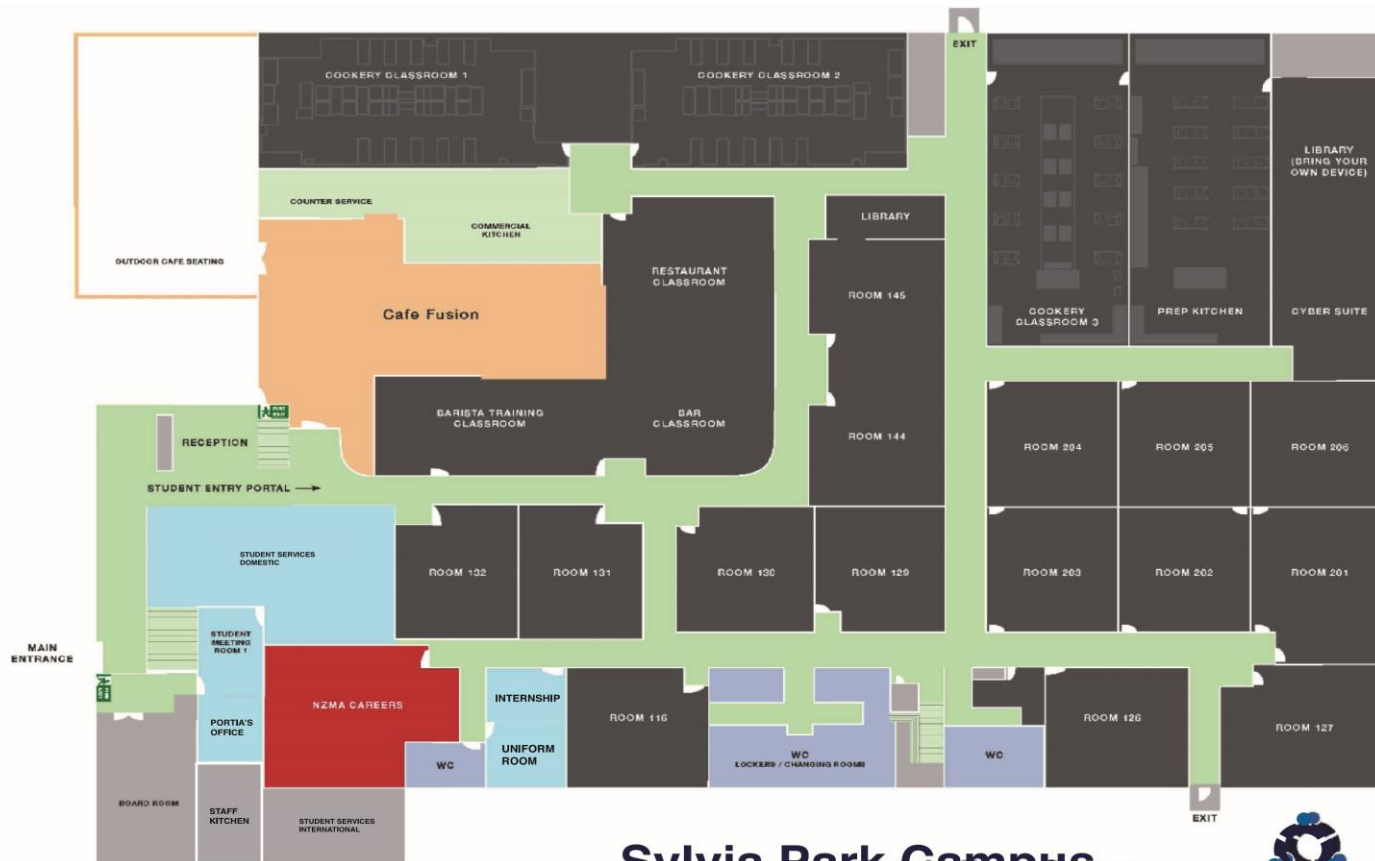 EXIT
COOKERY CLASSROOM 1
COOKERY CLASSROOM 2
LIBRARY
(BRING YOUR
OWN DEVICE)
COUNTER SERVICE
COMMERCIAL
KITCHEN
LIBRARY
OUTDOOR CAFE SEATING
RESTAURANT
CLASSROOM
ROOM 145
Cafe Fusion
COOKERY
CLASSROOM 3
PREP KITCHEN
CYBER SUITE
BARISTA TRAINING
CLASSROOM
BAR
CLASSROOM
ROOM 144
RECEPTION
ROOM 204
ROOM 205
ROOM 206
STUDENT ENTRY PORTAL
STUDENT SERVICES
DOMESTIC
ROOM 132
ROOM 131
ROOM 130
ROOM 129
ROOM 203
ROOM 202
ROOM 201
STUDENT
MEETING
ROOM 1
MAIN
ENTRANCE
NZMA CAREERS
INTERNSHIP
ROOM 116
ROOM 126
ROOM 127
PORTIA'S
OFFICE
UNIFORM
ROOM
WC
WC
LOCKERS / CHANGING ROOMS
WC
BOARD ROOM
STAFF
KITCHEN
STUDENT SERVICES
INTERNATIONAL
EXIT
Sylvia Park Campus